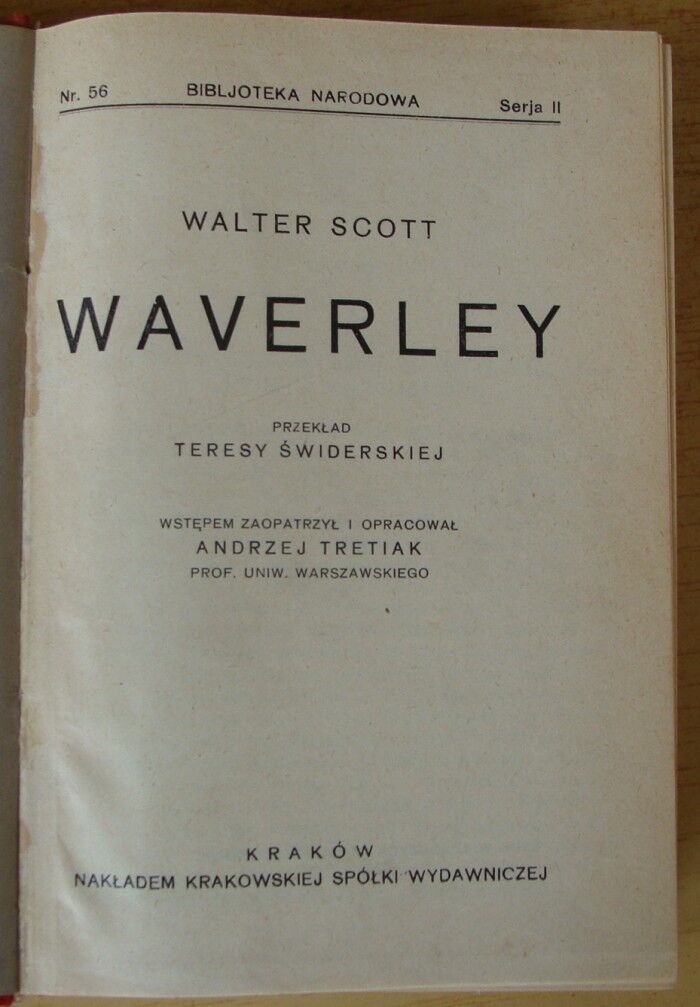 Nr. 56 BIBLJOTEKA NARODOWA Serja II
WALTER SCOTT
WAVERLEY
PRZEKŁAD
TERESY ŚWIDERSKIEJ
WSTĘPEM ZAOPATRZYŁ I OPRACOWAŁ
ANDRZEJ TRETIAK
PROF. UNIW. WARSZAWSKIEGO
KRAKÓW
NAKŁADEM KRAKOWSKIEJ SPÓŁKI WYDAWNICZEJ